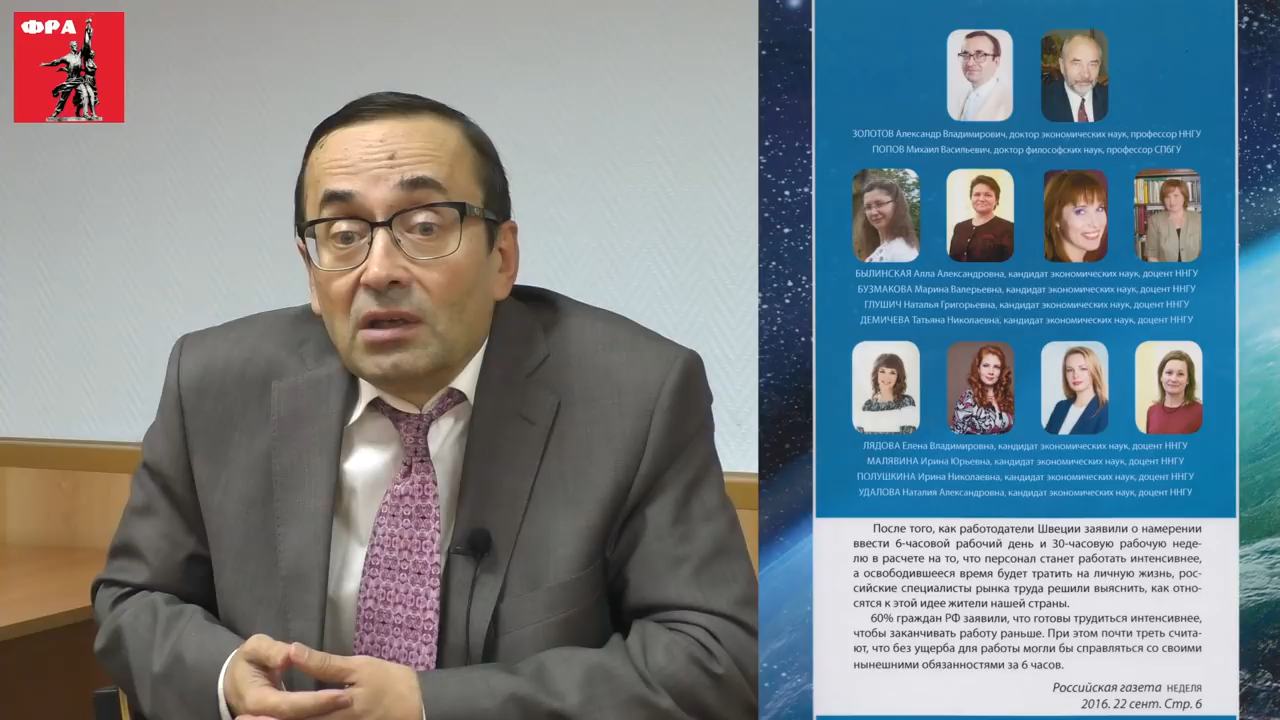 ФРА
ЗОЛОТОВ Александр Владимирович, доктор экономических наук, профессор ННГУ
ПОПОВ Михаил Васильевич, доктор философских наук, профессор СПбГУ
БЫЛИНСКАЯ Алла Александровна, кандидат экономических наук, доцент ННГУ
БУЗМАКОВА Марина Валерьевна, кандидат экономических наук, доцент ННГУ
ГЛУШИЧ Наталья Григорьевна, кандидат экономических наук, доцент ННГУ
ДЕМИЧЕВА Татьяна Николаевна, кандидат экономических наук, доцент ННГУ
ЛЯДОВА Елена Владимировна, кандидат экономических наук, доцент ННГУ
МАЛЯВИНА Ирина Юрьевна, кандидат экономических наук, доцент ННГУ
ПОЛУШКИНА Ирина Николаевна, кандидат экономических наук, доцент ННГУ
УДАЛОВА Наталия Александровна, кандидат экономических наук, доцент ННГУ
После того, как работодатели Швеции заявили о намерении
ввести 6-часовой рабочий день и 30-часовую рабочую неде-
лю в расчете на то, что персонал станет работать интенсивнее,
а освободившееся время будет тратить на личную жизнь, рос-
сийские специалисты рынка труда решили выяснить, как отно-
сятся к этой идее жители нашей страны.
60% граждан РФ заявили, что готовы трудиться интенсивнее,
чтобы заканчивать работу раньше. При этом почти треть счита-
ют, что без ущерба для работы могли бы справляться со своими
нынешними обязанностями за 6 часов.
Российская газета НЕДЕЛЯ
2016. 22 сент. Стр. 6